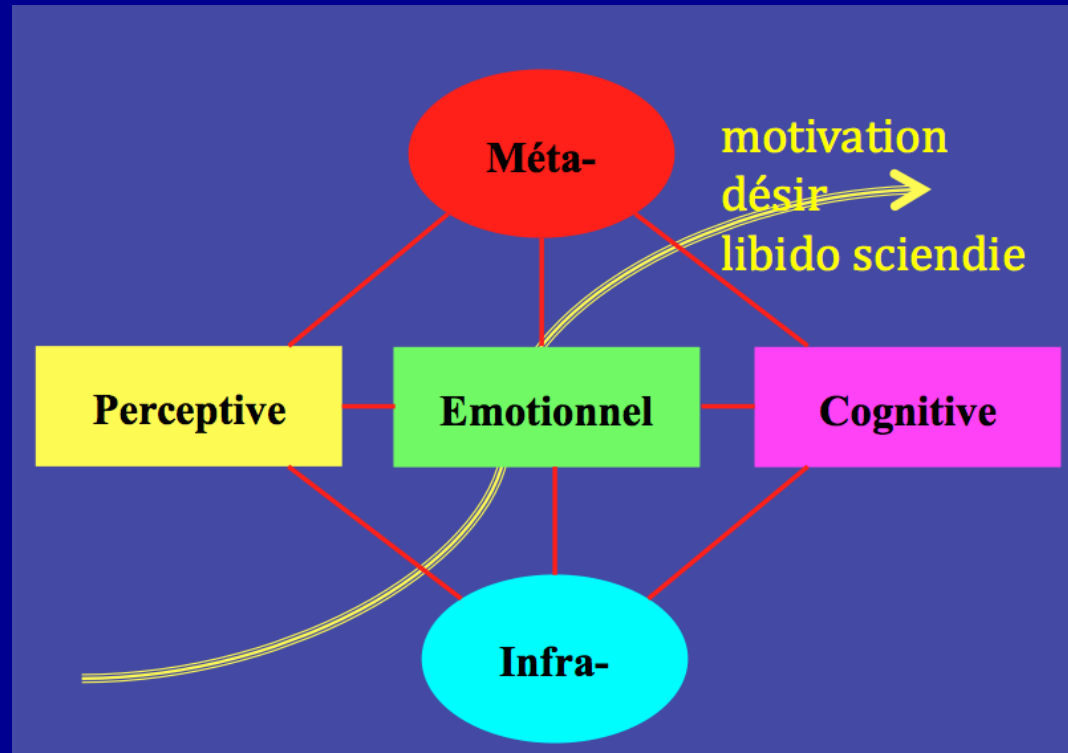 Méta-
motivation
désir
libido sciendie
Perceptive
Emotionnel
Cognitive
Infra-